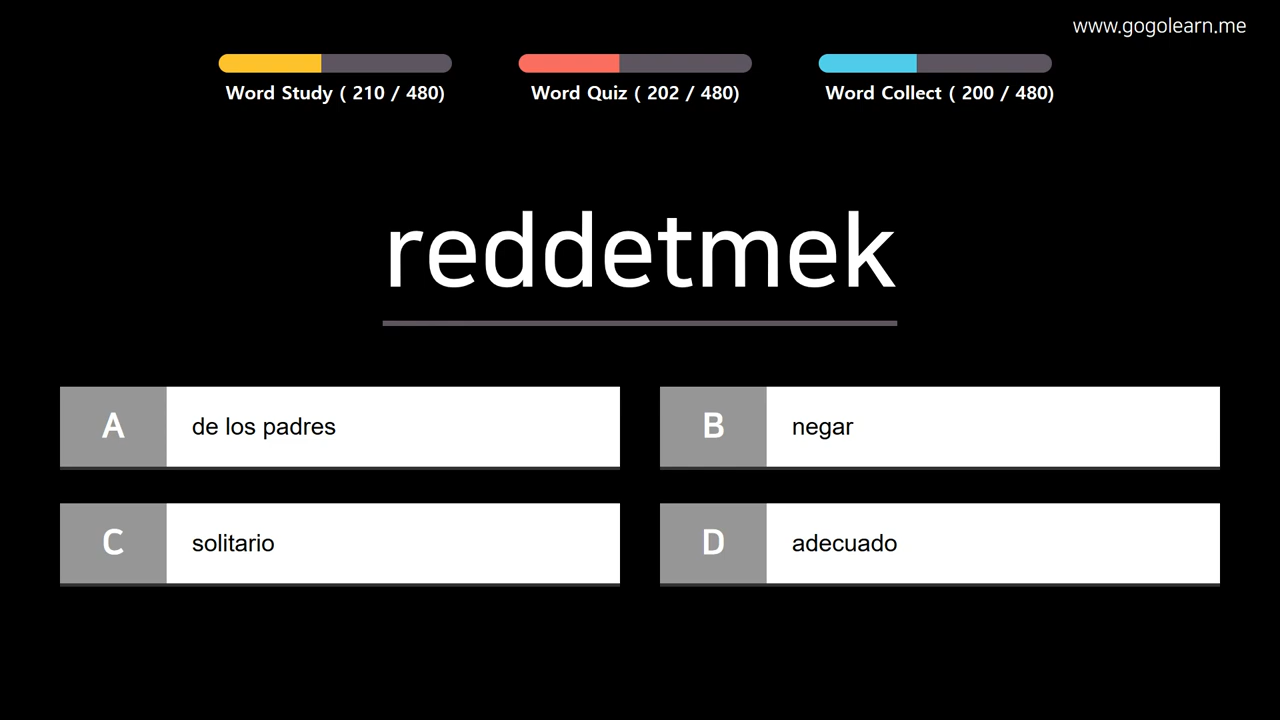 www.gogolearn.me
Word Study ( 210 / 480)
Word Quiz ( 202 / 480)
Word Collect ( 200 / 480)
reddetmek
A de los padres
B negar
C solitario
D adecuado